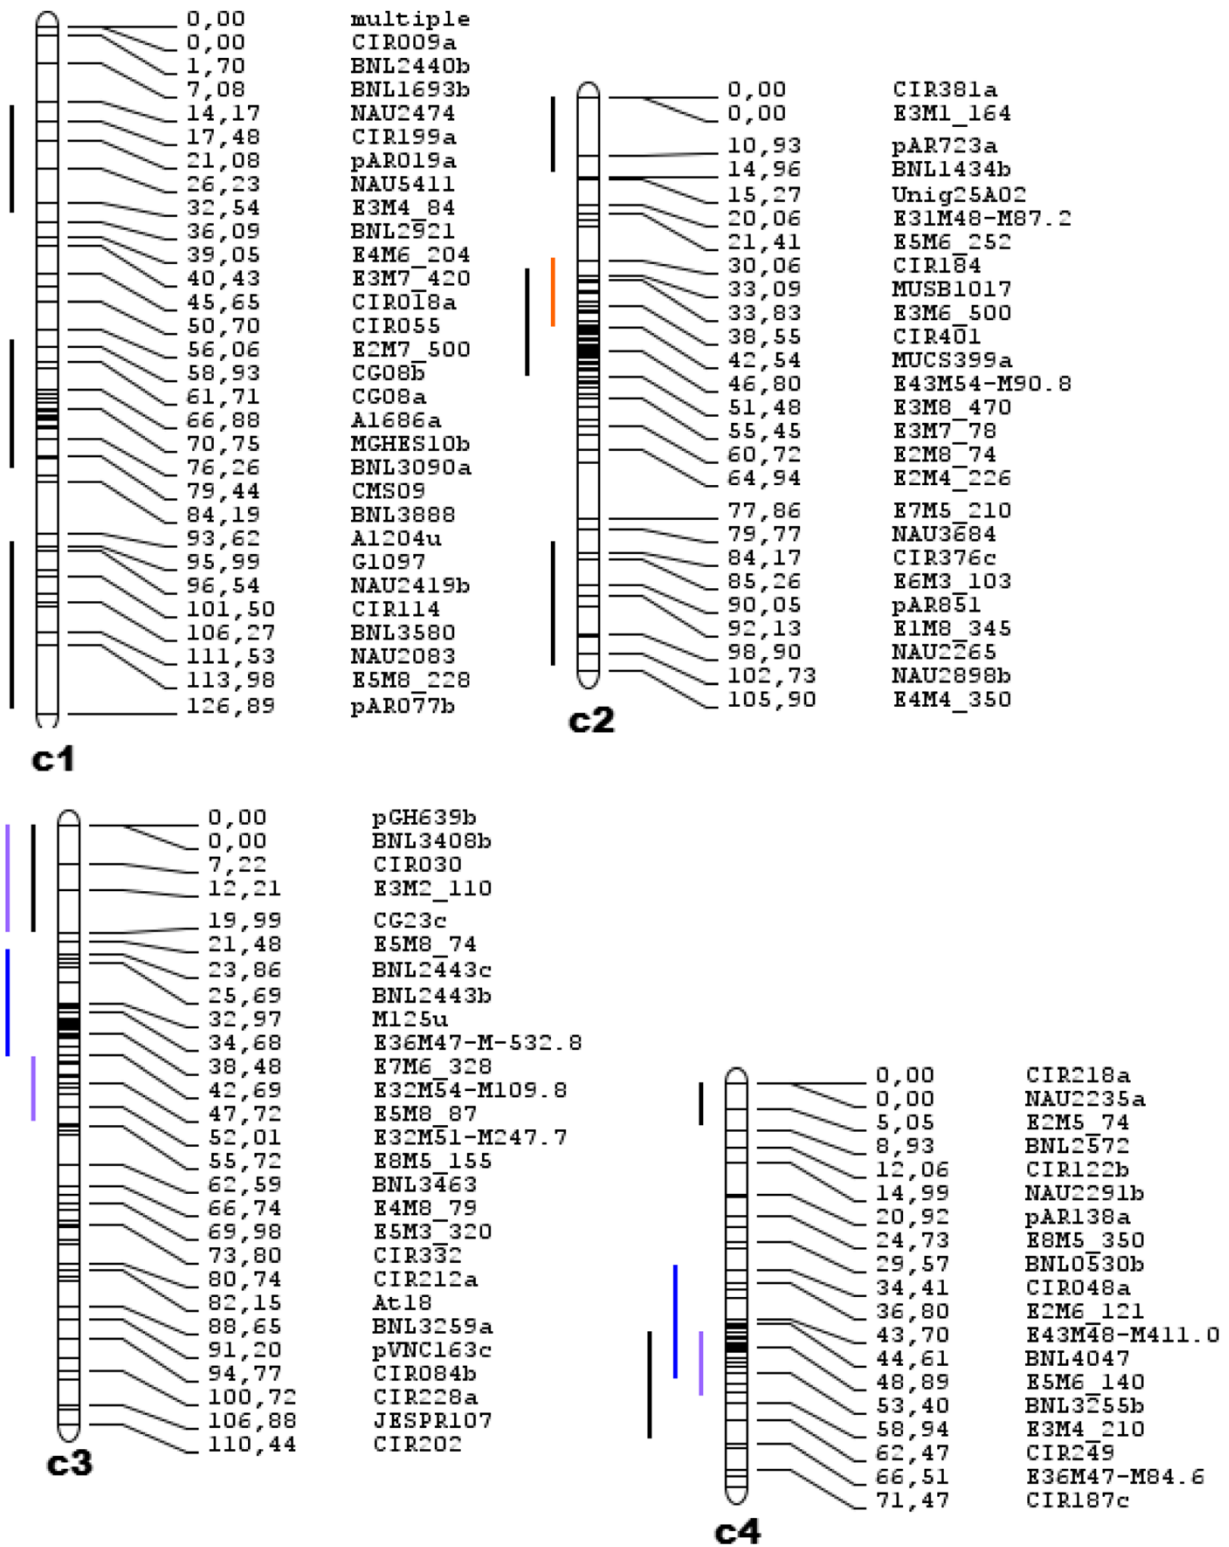 0,00 multiple
0,00 CIR009a
1,70 BNL2440b
7,08 BNL1693b
14,17 NAU2474
17,48 CIR199a
21,08 pAR019a
26,23 NAU5411
32,54 E3M4_84
36,09 BNL2921
39,05 E4M6_204
40,43 E3M7_420
45,65 CIR018a
50,70 CIR055
56,06 E2M7_500
58,93 CG08b
61,71 CG08a
66,88 A1686a
70,75 MGHES10b
76,26 BNL3090a
79,44 CMS09
84,19 BNL3888
93,62 A1204u
95,99 G1097
96,54 NAU2419b
101,50 CIR114
106,27 BNL3580
111,53 NAU2083
113,98 E5M8_228
126,89 pAR077b
c1
0,00 CIR381a
0,00 E3M1_164
10,93 pAR723a
14,96 BNL1434b
15,27 Unig25A02
20,06 E31M48-M87.2
21,41 E5M6_252
30,06 CIR184
33,09 MUSB1017
33,83 E3M6_500
38,55 CIR401
42,54 MUCS399a
46,80 E43M54-M90.8
51,48 E3M8_470
55,45 E3M7_78
60,72 E2M8_74
64,94 E2M4_226
77,86 E7M5_210
79,77 NAU3684
84,17 CIR376c
85,26 E6M3_103
90,05 pAR851
92,13 E1M8_345
98,90 NAU2265
102,73 NAU2898b
105,90 E4M4_350
c2
0,00 pGH639b
0,00 BNL3408b
7,22 CIR030
12,21 E3M2_110
19,99 CG23c
21,48 E5M8_74
23,86 BNL2443c
25,69 BNL2443b
32,97 M125u
34,68 E36M47-M-532.8
38,48 E7M6_328
42,69 E32M54-M109.8
47,72 E5M8_87
52,01 E32M51-M247.7
55,72 E8M5_155
62,59 BNL3463
66,74 E4M8_79
69,98 E5M3_320
73,80 CIR332
80,74 CIR212a
82,15 At18
88,65 BNL3259a
91,20 pVNC163c
94,77 CIR084b
100,72 CIR228a
106,88 JESPR107
110,44 CIR202
c3
0,00 CIR218a
0,00 NAU2235a
5,05 E2M5_74
8,93 BNL2572
12,06 CIR122b
14,99 NAU2291b
20,92 pAR138a
24,73 E8M5_350
29,57 BNL0530b
34,41 CIR048a
36,80 E2M6_121
43,70 E43M48-M411.0
44,61 BNL4047
48,89 E5M6_140
53,40 BNL3255b
58,94 E3M4_210
62,47 CIR249
66,51 E36M47-M84.6
71,47 CIR187c
c4